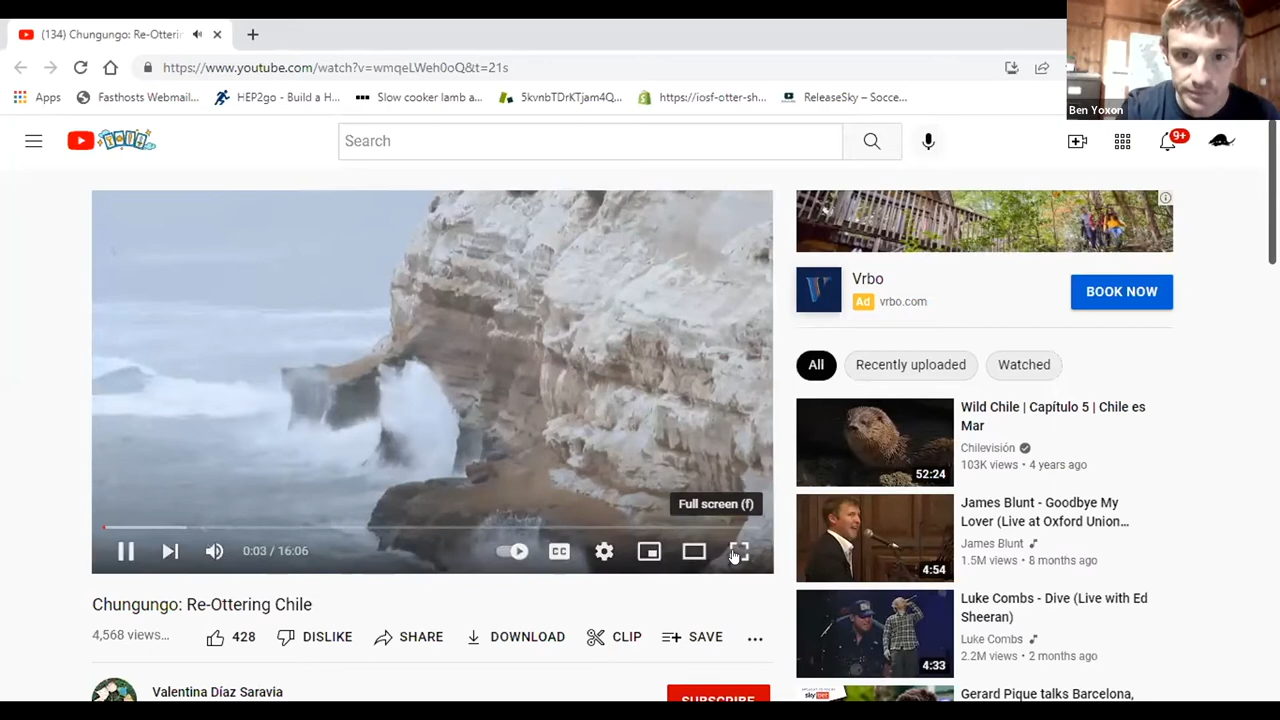 (134) Chungungo: Re-Otterin
Ben Yoxon
https://www.youtube.com/watch?v=wmqeLWeh0oQ&t=21s
Apps
Fasthosts Webmail...
HEP2go - Build a H...
Slow cooker lamb a...
5kvnbTDrKTjam4Q...
https://iosf-otter-sh...
ReleaseSky – Socce...
Search
9+
Vrbo
Ad vrbo.com
BOOK NOW
All
Recently uploaded
Watched
Wild Chile | Capítulo 5 | Chile es
Mar
Chilevisión
103K views • 4 years ago
52:24
James Blunt - Goodbye My
Lover (Live at Oxford Union...
James Blunt
1.5M views • 8 months ago
4:54
Full screen (f)
0:03 / 16:06
CC
Chungungo: Re-Ottering Chile
4,568 views...
428
DISLIKE
SHARE
DOWNLOAD
CLIP
SAVE
Luke Combs - Dive (Live with Ed
Sheeran)
Luke Combs
2.2M views • 2 months ago
4:33
Valentina Díaz Saravia
SUBSCRIBE
Gerard Pique talks Barcelona,